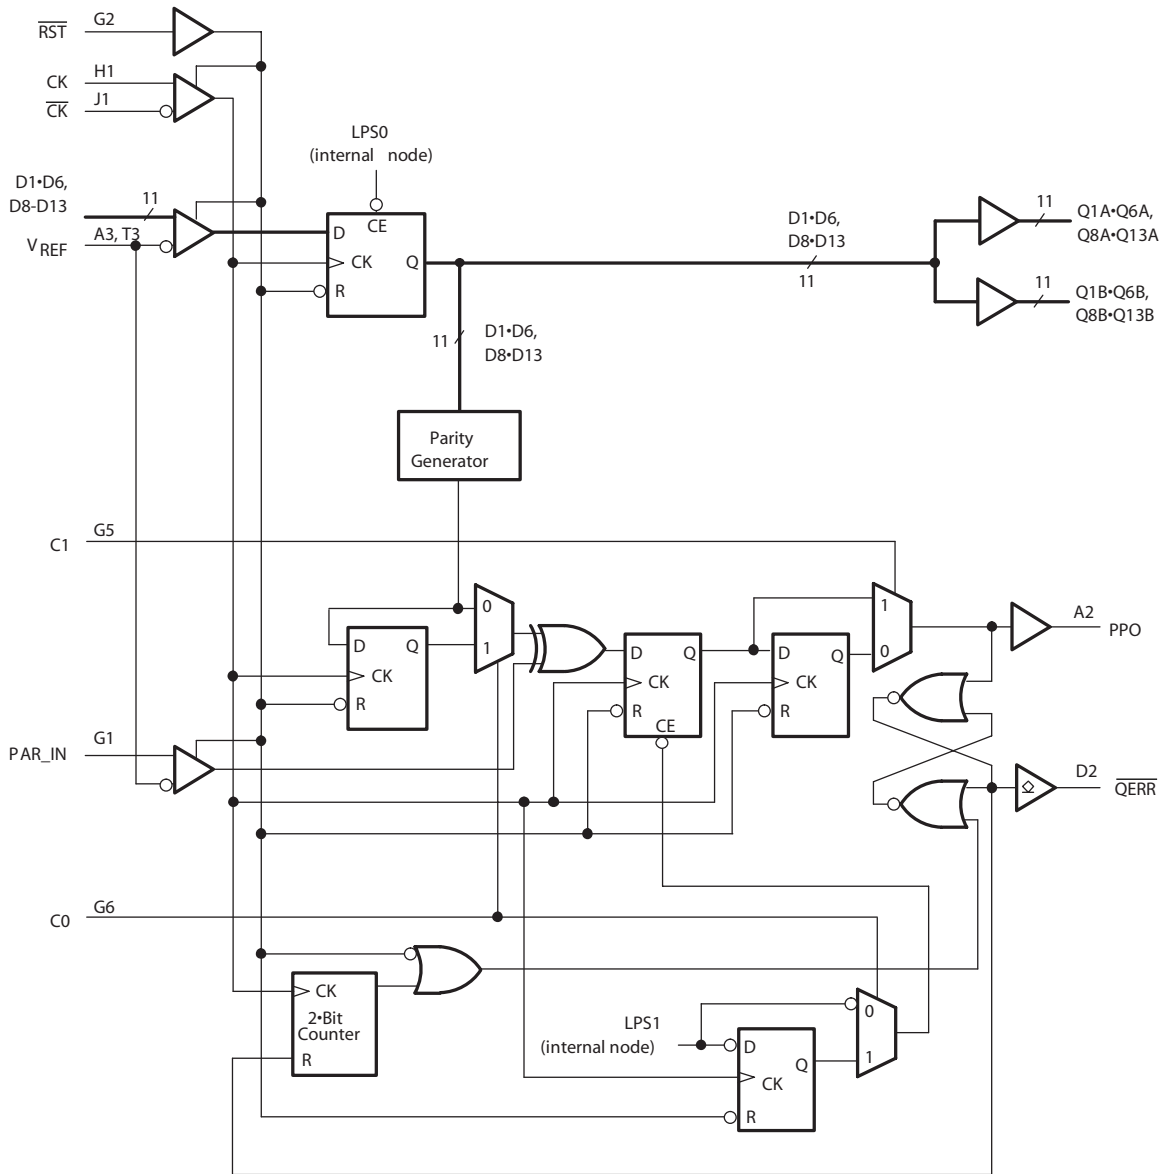 RST
G2
CK
H1
CK
J1
LPS0
(internal node)
D1•D6,
D8-D13
11
VREF
A3, T3
D
CE
CK
Q
R
D1•D6,
D8•D13
11
11
Q1A•Q6A,
Q8A•Q13A
11
Q1B•Q6B,
Q8B•Q13B
11
D1•D6,
D8•D13
Parity
Generator
C1
G5
0
1
1
0
D
Q
CK
R
D
Q
CK
R
CE
D
Q
CK
R
A2
PPO
PAR_IN
G1
D2
QERR
C0
G6
CK
2•Bit
Counter
R
LPS1
(internal node)
D
Q
CK
R
0
1